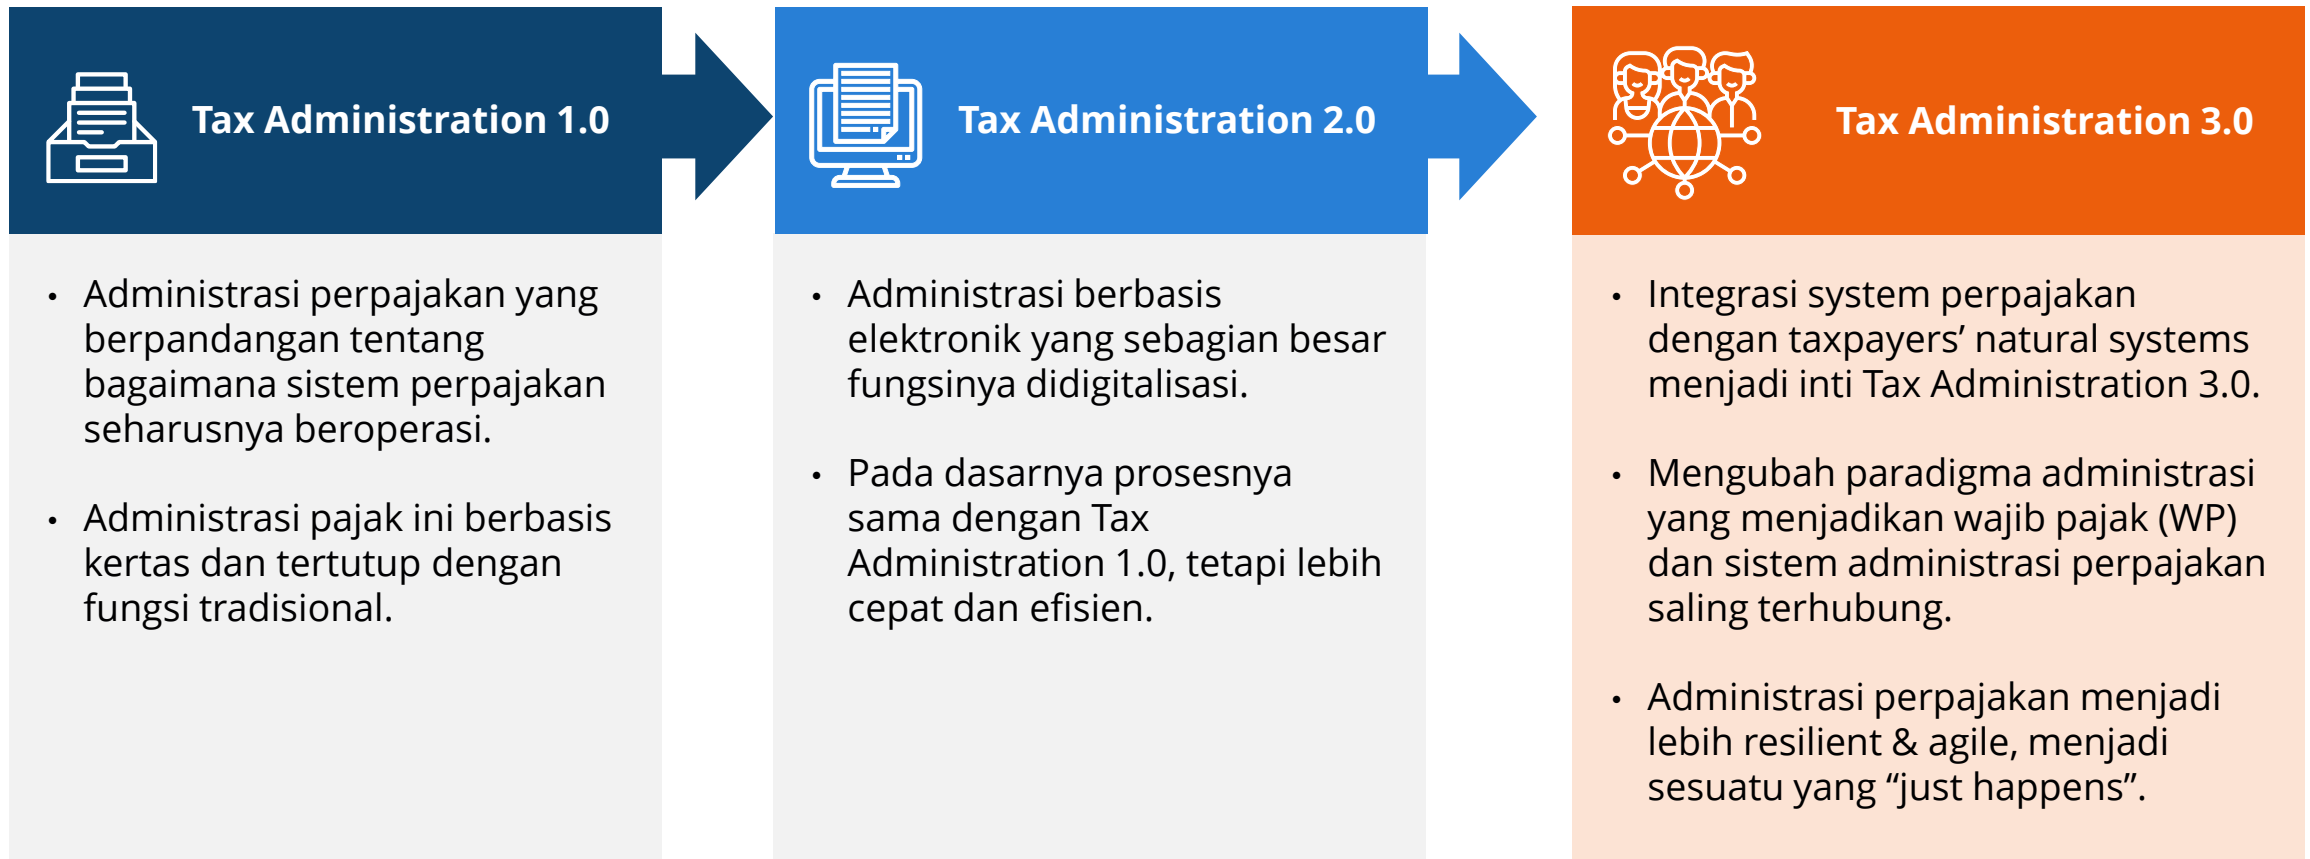 Tax Administration 1.0
• Administrasi perpajakan yang
berpandangan tentang
bagaimana sistem perpajakan
seharusnya beroperasi.
• Administrasi pajak ini berbasis
kertas dan tertutup dengan
fungsi tradisional.
Tax Administration 2.0
• Administrasi berbasis
elektronik yang sebagian besar
fungsinya didigitalisasi.
• Pada dasarnya prosesnya
sama dengan Tax
Administration 1.0, tetapi lebih
cepat dan efisien.
Tax Administration 3.0
• Integrasi system perpajakan
dengan taxpayers’ natural systems
menjadi inti Tax Administration 3.0.
• Mengubah paradigma administrasi
yang menjadikan wajib pajak (WP)
dan sistem administrasi perpajakan
saling terhubung.
• Administrasi perpajakan menjadi
lebih resilient & agile, menjadi
sesuatu yang “just happens”.